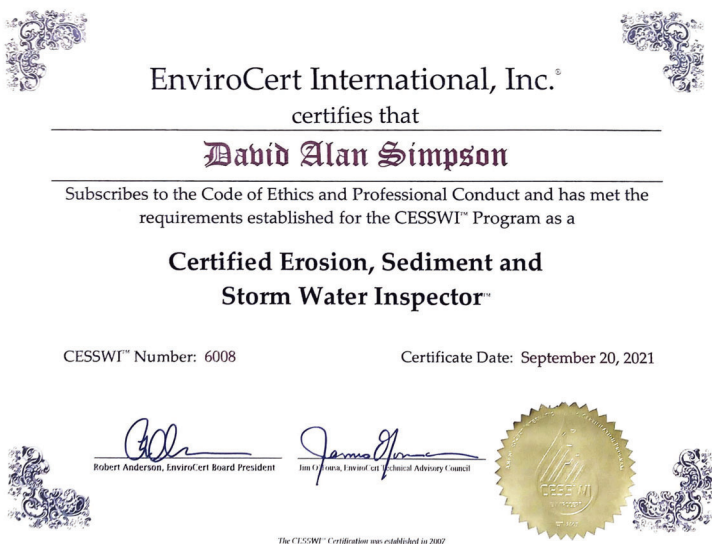 EnviroCert International, Inc.®
certifies that
David Alan Simpson
Subscribes to the Code of Ethics and Professional Conduct and has met the
requirements established for the CESSWI™ Program as a
Certified Erosion, Sediment and
Storm Water Inspector™
CESSWI™ Number: 6008
Certificate Date: September 20, 2021
Robert Anderson, EnviroCert Board President
Jim , EnviroCert Technical Advisory Council
CESSWI
The CESSWI™ Certification was established in 2007